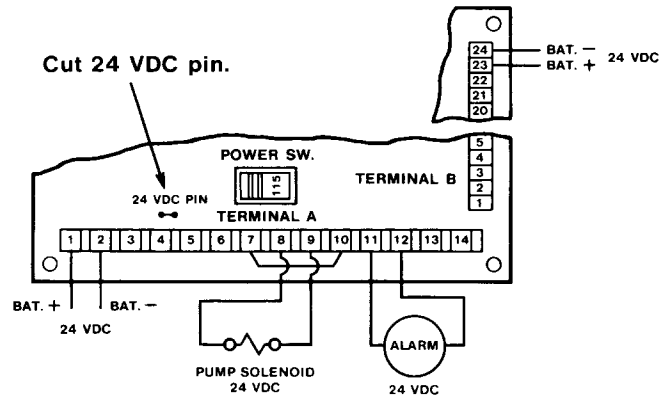 24 BAT. − 24 VDC
23 BAT. +
22
21
20
Cut 24 VDC pin.
5
4
3
2
1
POWER SW.
115
TERMINAL B
24 VDC PIN
TERMINAL A
1 2 3 4 5 6 7 8 9 10 11 12 13 14
BAT. + BAT. −
24 VDC
ALARM
PUMP SOLENOID
24 VDC
24 VDC